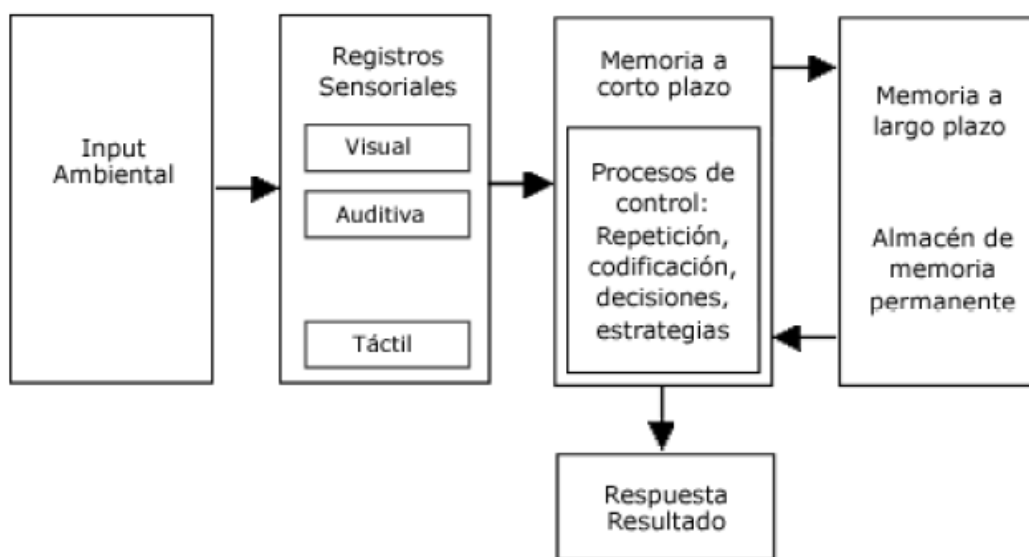 Input
Ambiental
Registros
Sensoriales
Visual
Auditiva
Táctil
Memoria a
corto plazo
Procesos de
control:
Repetición,
codificación,
decisiones,
estrategias
Memoria a
largo plazo
Almacén de
memoria
permanente
Respuesta
Resultado